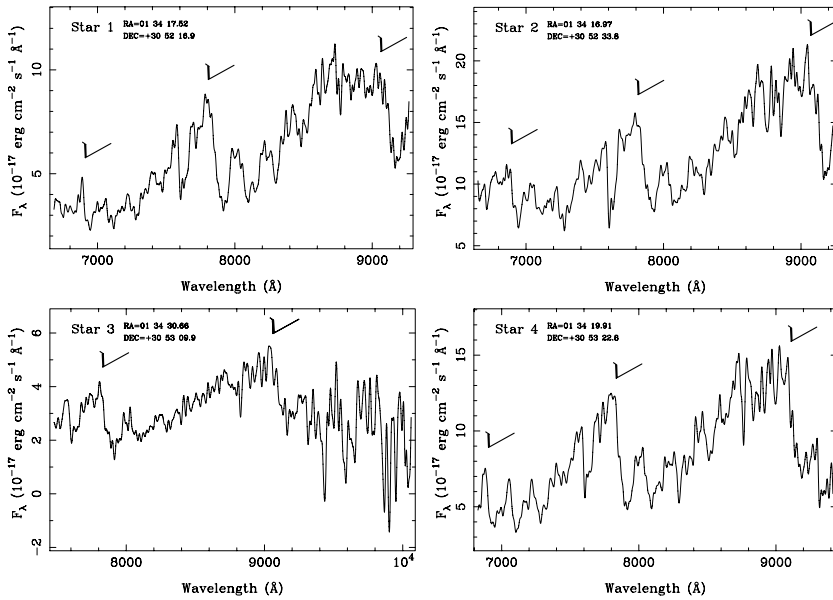 Star 1 RA=01 34 17.52
DEC=+30 52 16.9
10
5
F_λ (10⁻¹⁷ erg cm⁻² s⁻¹ Å⁻¹)
7000 8000 9000
Wavelength (Å)
Star 2 RA=01 34 16.97
DEC=+30 52 33.8
20
15
10
5
F_λ (10⁻¹⁷ erg cm⁻² s⁻¹ Å⁻¹)
7000 8000 9000
Wavelength (Å)
Star 3 RA=01 34 30.66
DEC=+30 53 09.9
6
4
2
0
−2
F_λ (10⁻¹⁷ erg cm⁻² s⁻¹ Å⁻¹)
8000 9000 10⁴
Wavelength (Å)
Star 4 RA=01 34 19.91
DEC=+30 53 22.6
15
10
5
F_λ (10⁻¹⁷ erg cm⁻² s⁻¹ Å⁻¹)
7000 8000 9000
Wavelength (Å)